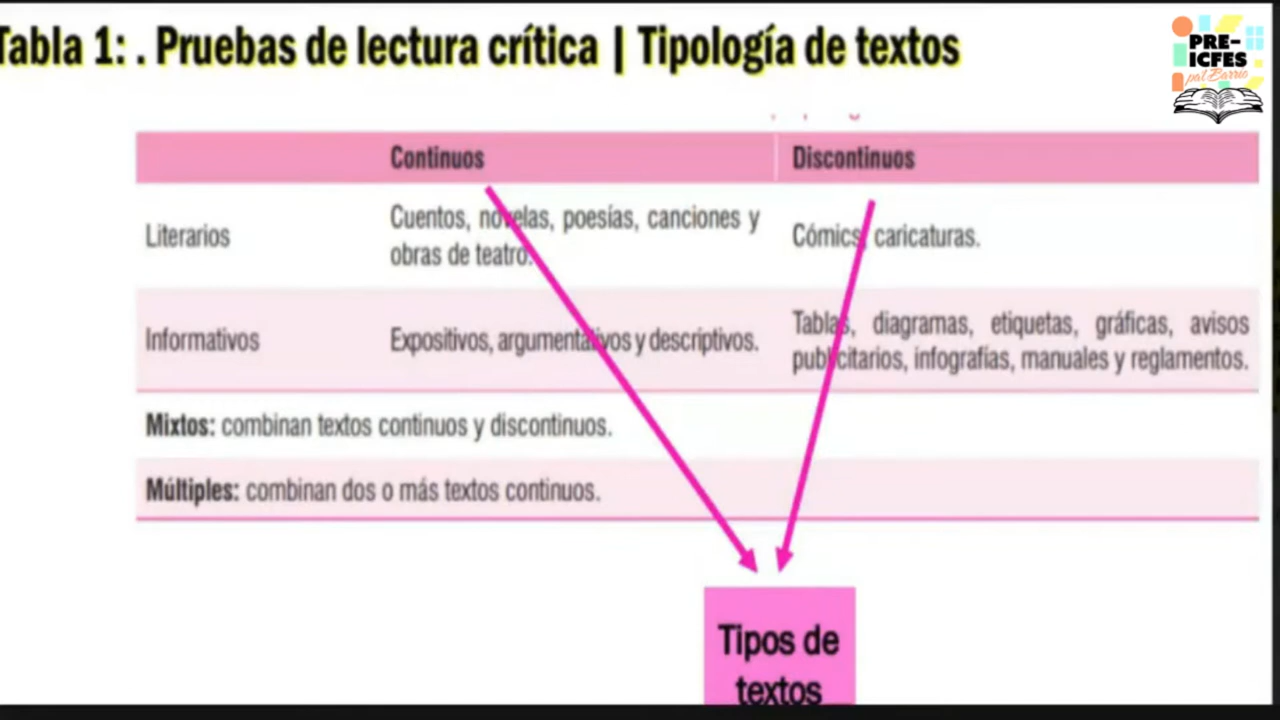 Tabla 1: . Pruebas de lectura crítica | Tipología de textos
PRE-
ICFES
pal Barrio
Continuos
Discontinuos
Literarios
Cuentos, novelas, poesías, canciones y
obras de teatro.
Cómics, caricaturas.
Informativos
Expositivos, argumentativos y descriptivos.
Tablas, diagramas, etiquetas, gráficas, avisos
publicitarios, infografías, manuales y reglamentos.
Mixtos: combinan textos continuos y discontinuos.
Múltiples: combinan dos o más textos continuos.
Tipos de
textos